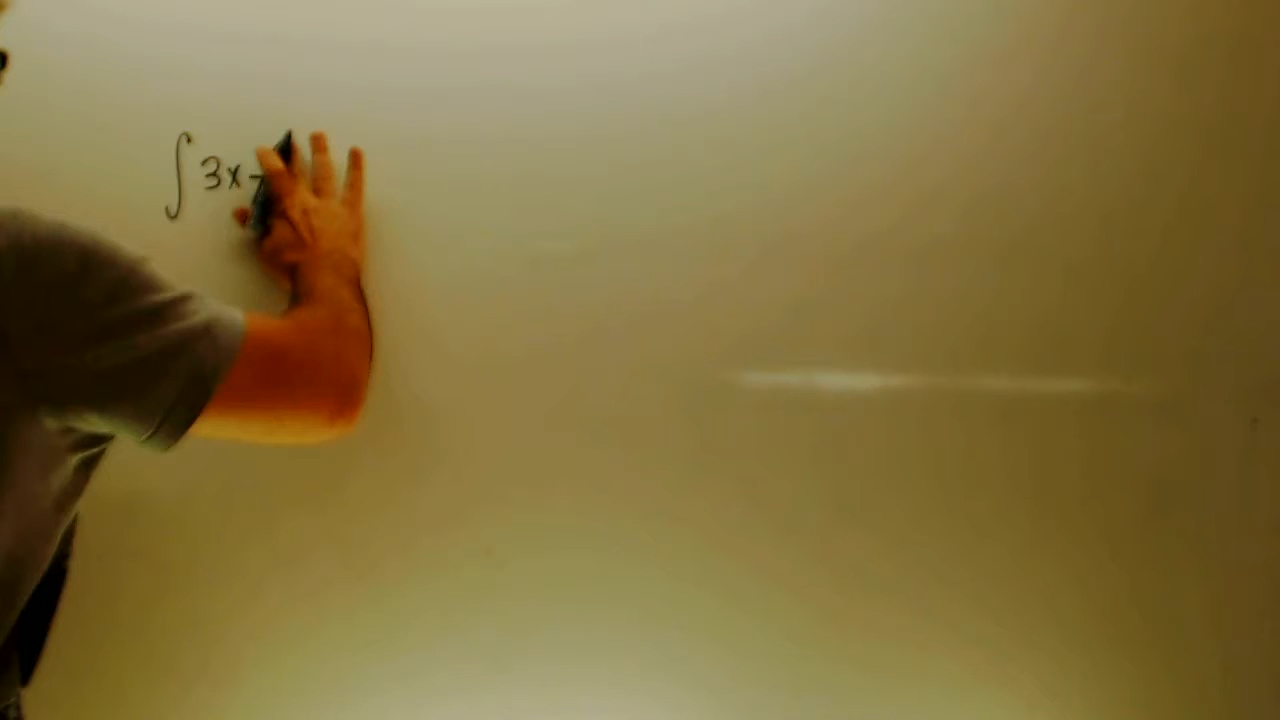 ∫ 3x -